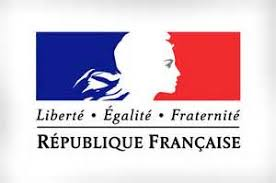 Liberté • Égalité • Fraternité
RÉPUBLIQUE FRANÇAISE